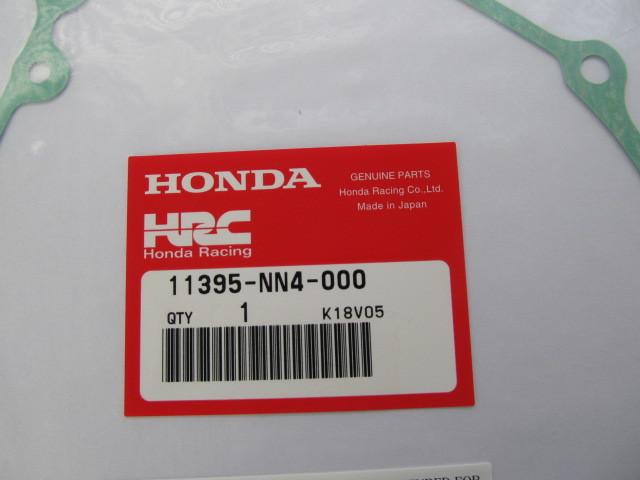 HONDA
GENUINE PARTS
Honda Racing Co.,Ltd.
Made in Japan
HRC
Honda Racing
11395-NN4-000
QTY 1 K18V05
FOR